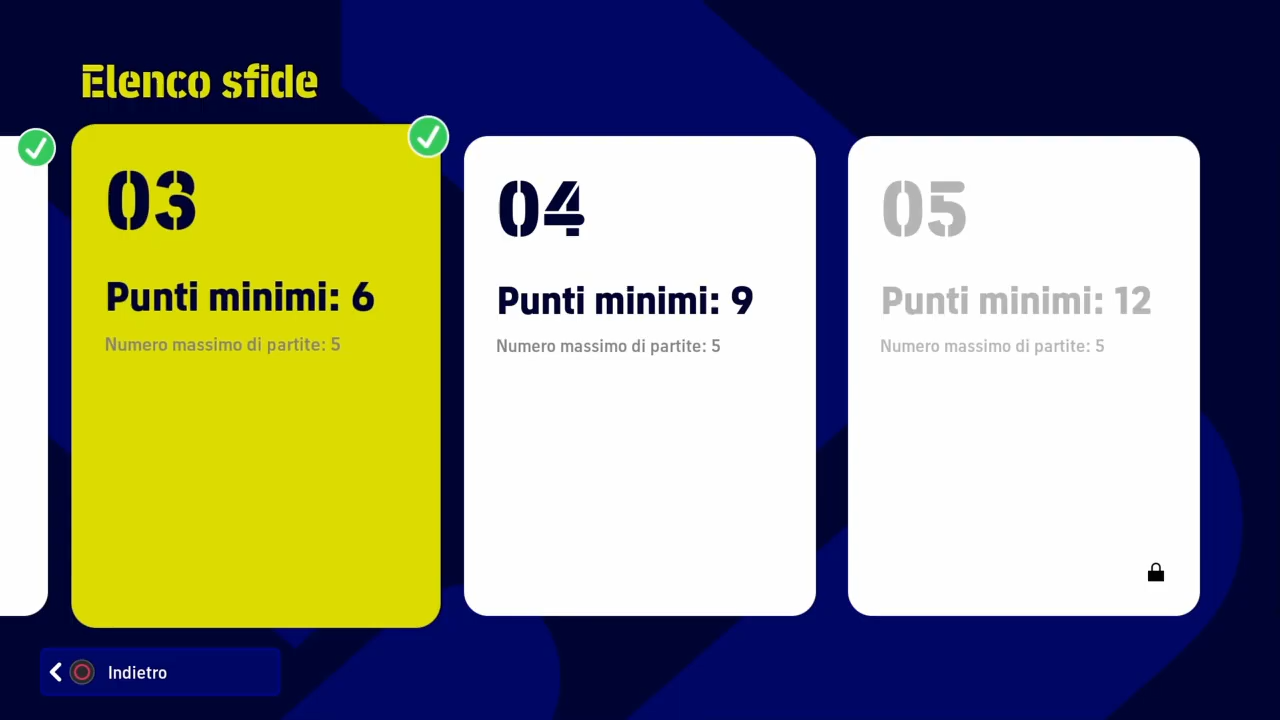 Elenco sfide
03
Punti minimi: 6
Numero massimo di partite: 5
04
Punti minimi: 9
Numero massimo di partite: 5
05
Punti minimi: 12
Numero massimo di partite: 5
Indietro